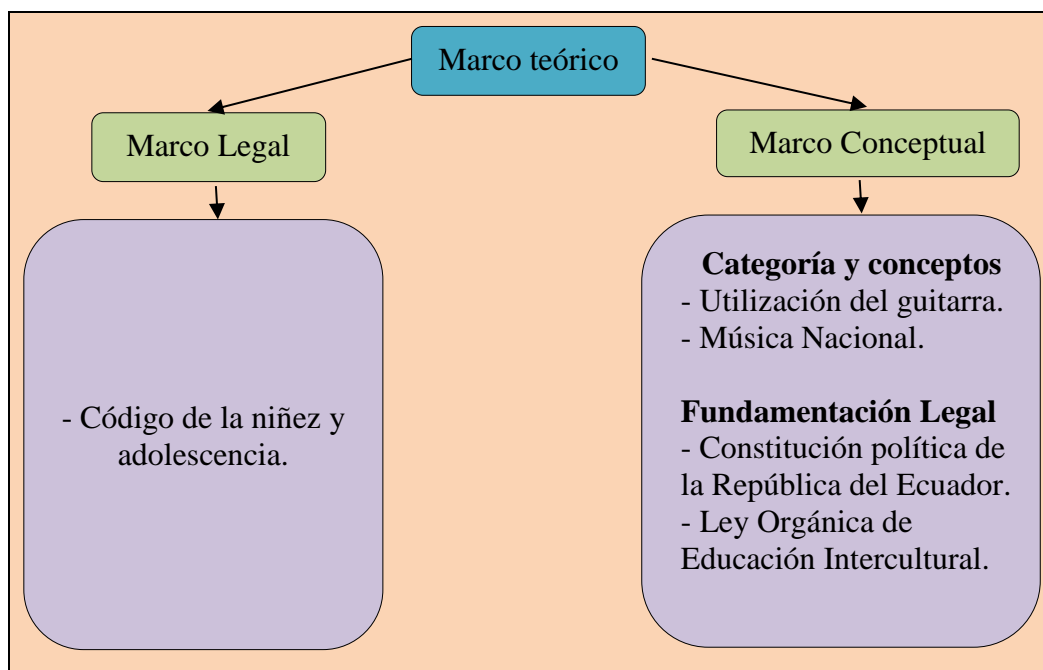 Marco teórico
Marco Legal
Marco Conceptual
- Código de la niñez y
adolescencia.
Categoría y conceptos
- Utilización del guitarra.
- Música Nacional.
Fundamentación Legal
- Constitución política de
la República del Ecuador.
- Ley Orgánica de
Educación Intercultural.